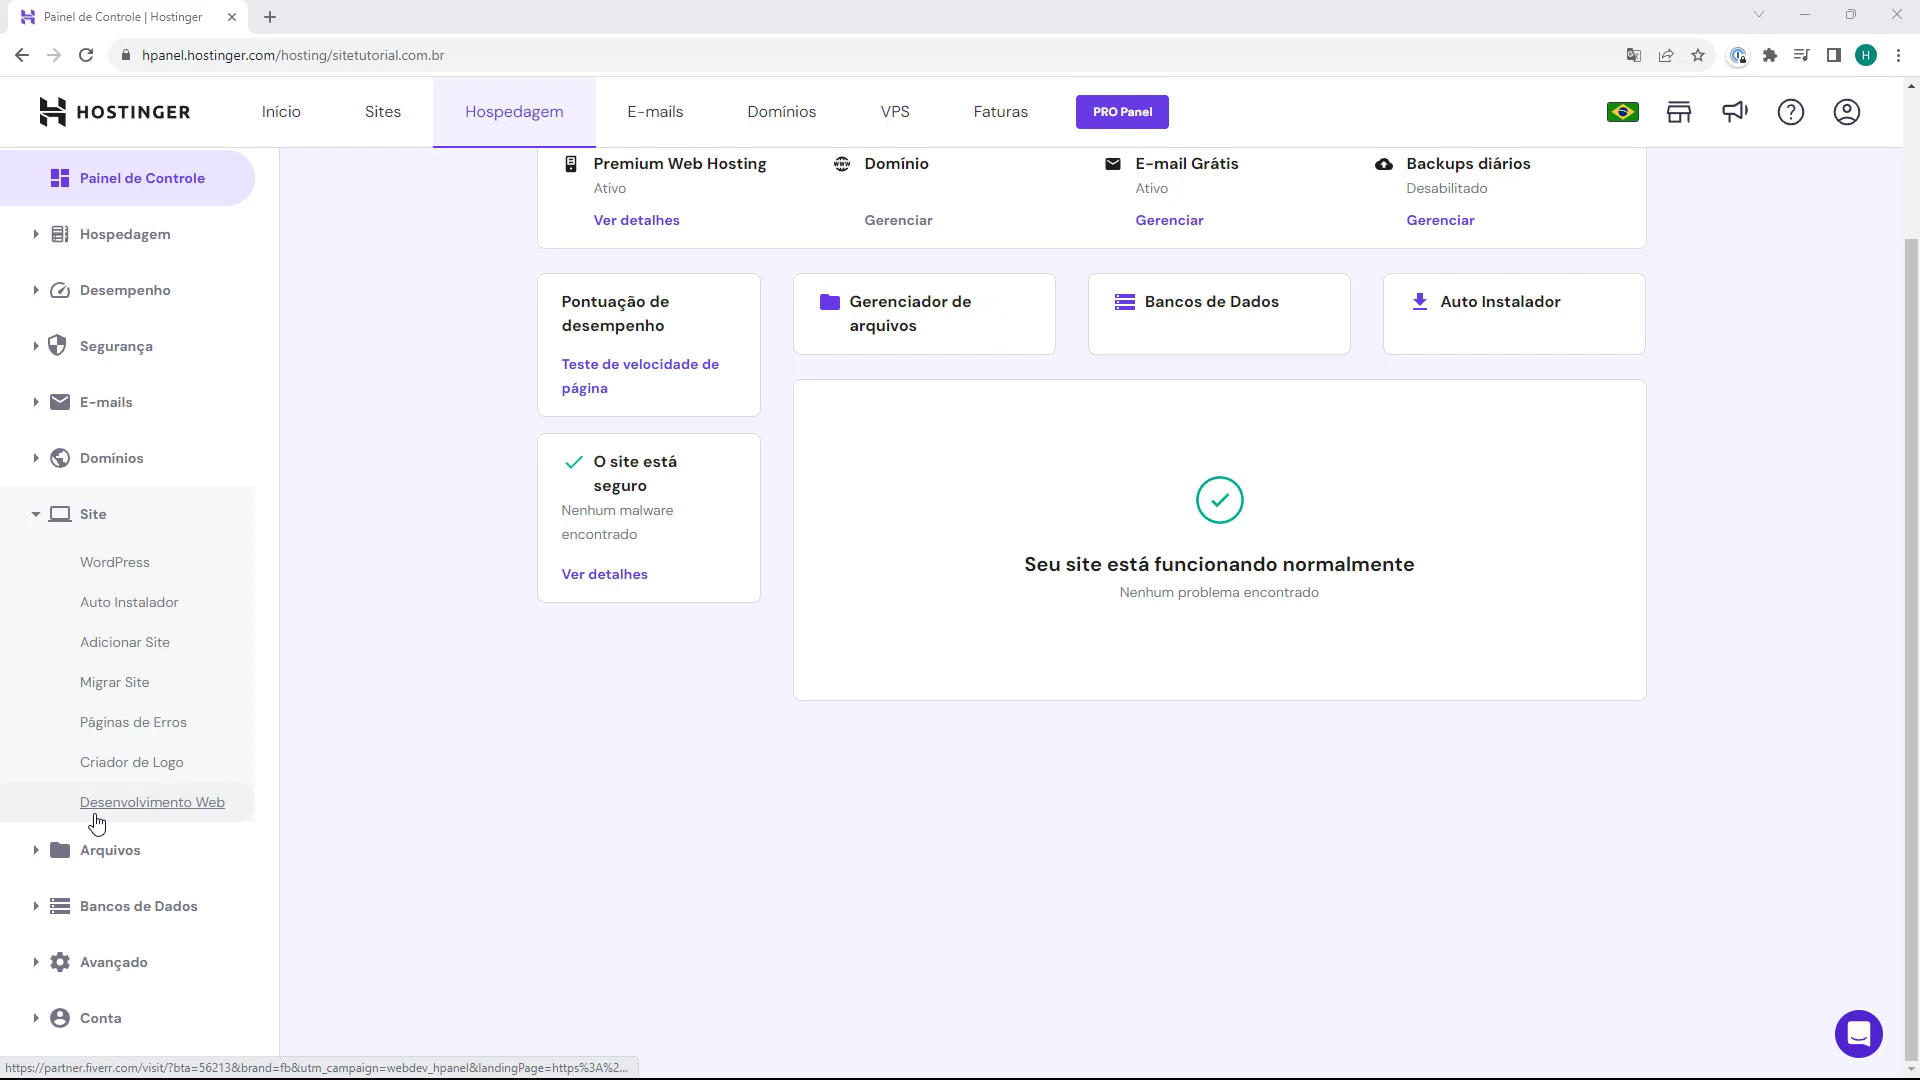 Painel de Controle | Hostinger
hpanel.hostinger.com/hosting/sitetutorial.com.br
H
HOSTINGER
Início
Sites
Hospedagem
E-mails
Domínios
VPS
Faturas
PRO Panel
Painel de Controle
Hospedagem
Desempenho
Segurança
E-mails
Domínios
Site
WordPress
Auto Instalador
Adicionar Site
Migrar Site
Páginas de Erros
Criador de Logo
Desenvolvimento Web
Arquivos
Bancos de Dados
Avançado
Conta
Premium Web Hosting
Ativo
Ver detalhes
www
Domínio
Gerenciar
E-mail Grátis
Ativo
Gerenciar
Backups diários
Desabilitado
Gerenciar
Pontuação de
desempenho
Teste de velocidade de
página
Gerenciador de
arquivos
Bancos de Dados
Auto Instalador
O site está
seguro
Nenhum malware
encontrado
Ver detalhes
Seu site está funcionando normalmente
Nenhum problema encontrado
https://partner.fiverr.com/visit/?bta=56213&brand=fb&utm_campaign=webdev_hpanel&landingPage=https%3A%2...